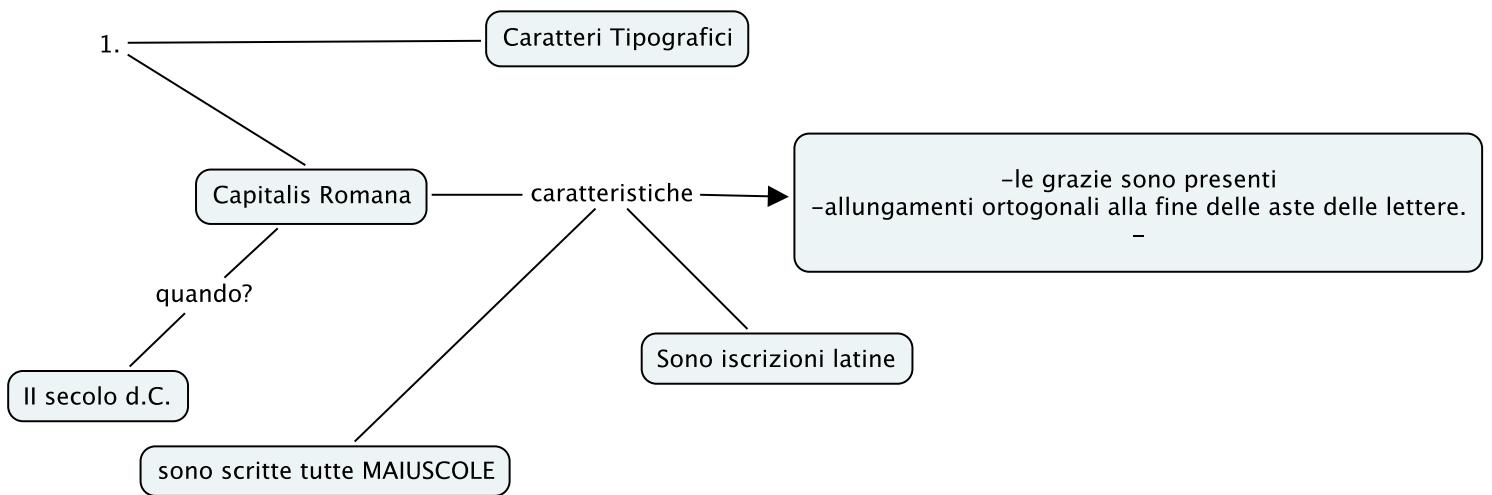 1.
Caratteri Tipografici
Capitalis Romana
caratteristiche
-le grazie sono presenti
-allungamenti ortogonali alla fine delle aste delle lettere.
-
quando?
Sono iscrizioni latine
II secolo d.C.
sono scritte tutte MAIUSCOLE